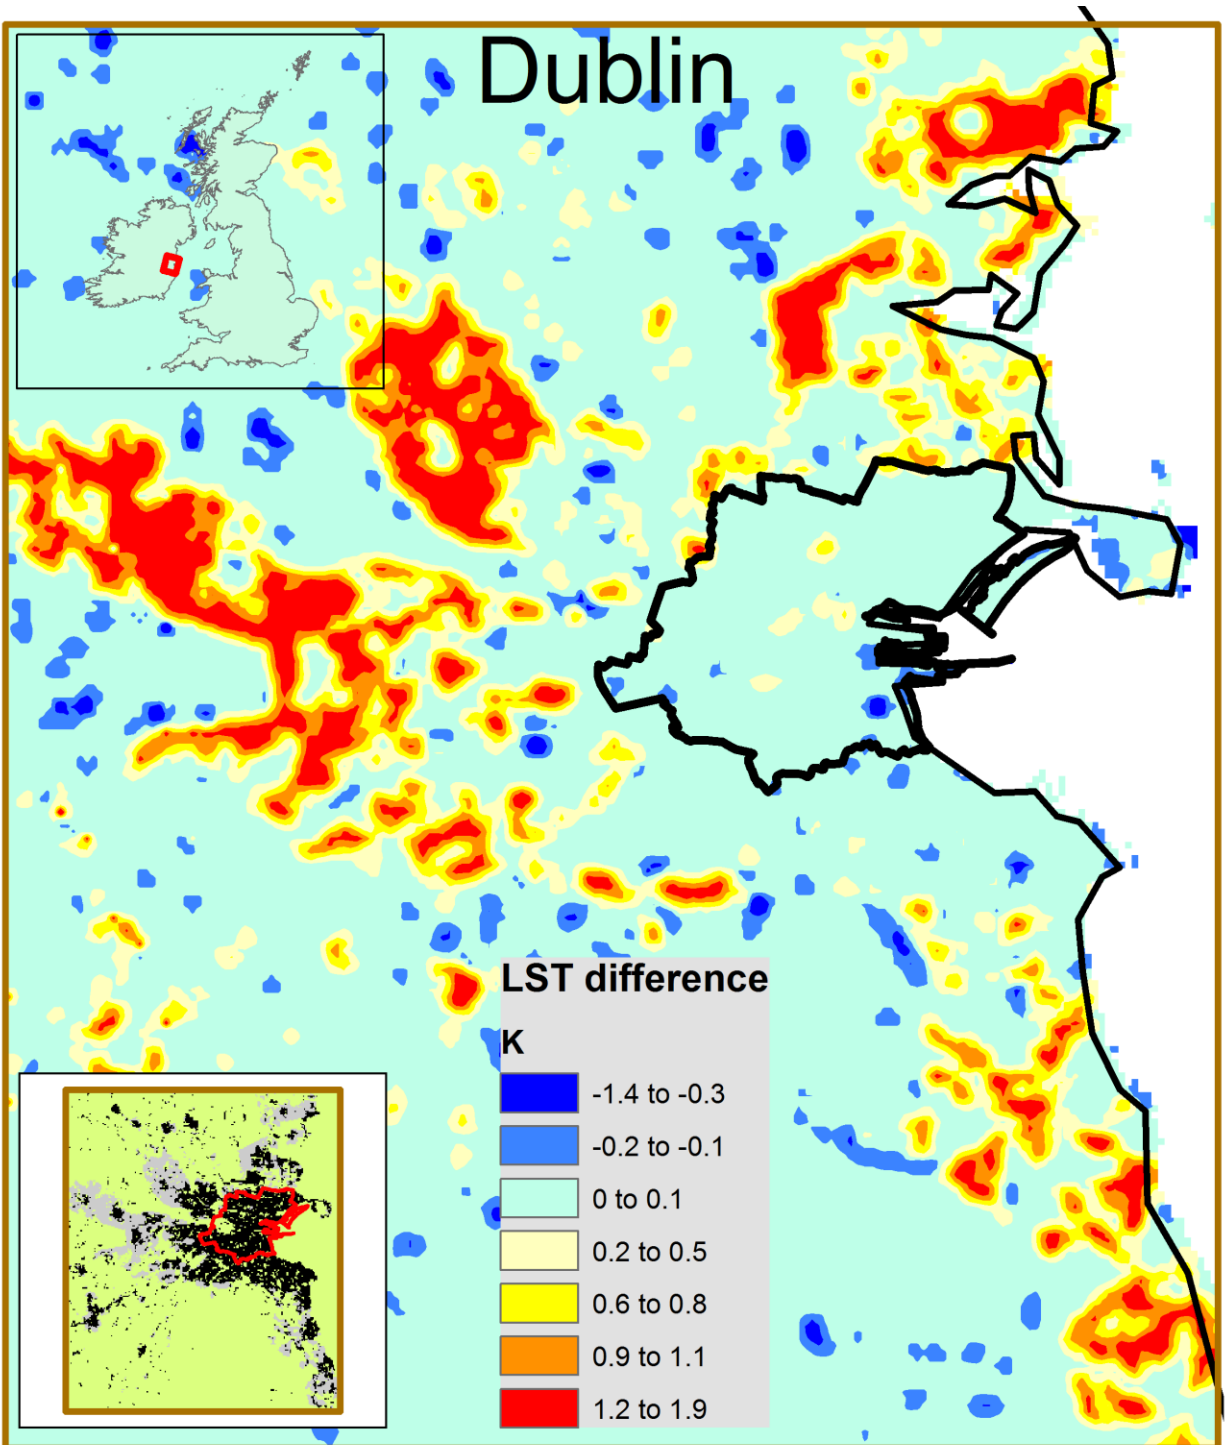 Dublin
LST difference
K
-1.4 to -0.3
-0.2 to -0.1
0 to 0.1
0.2 to 0.5
0.6 to 0.8
0.9 to 1.1
1.2 to 1.9